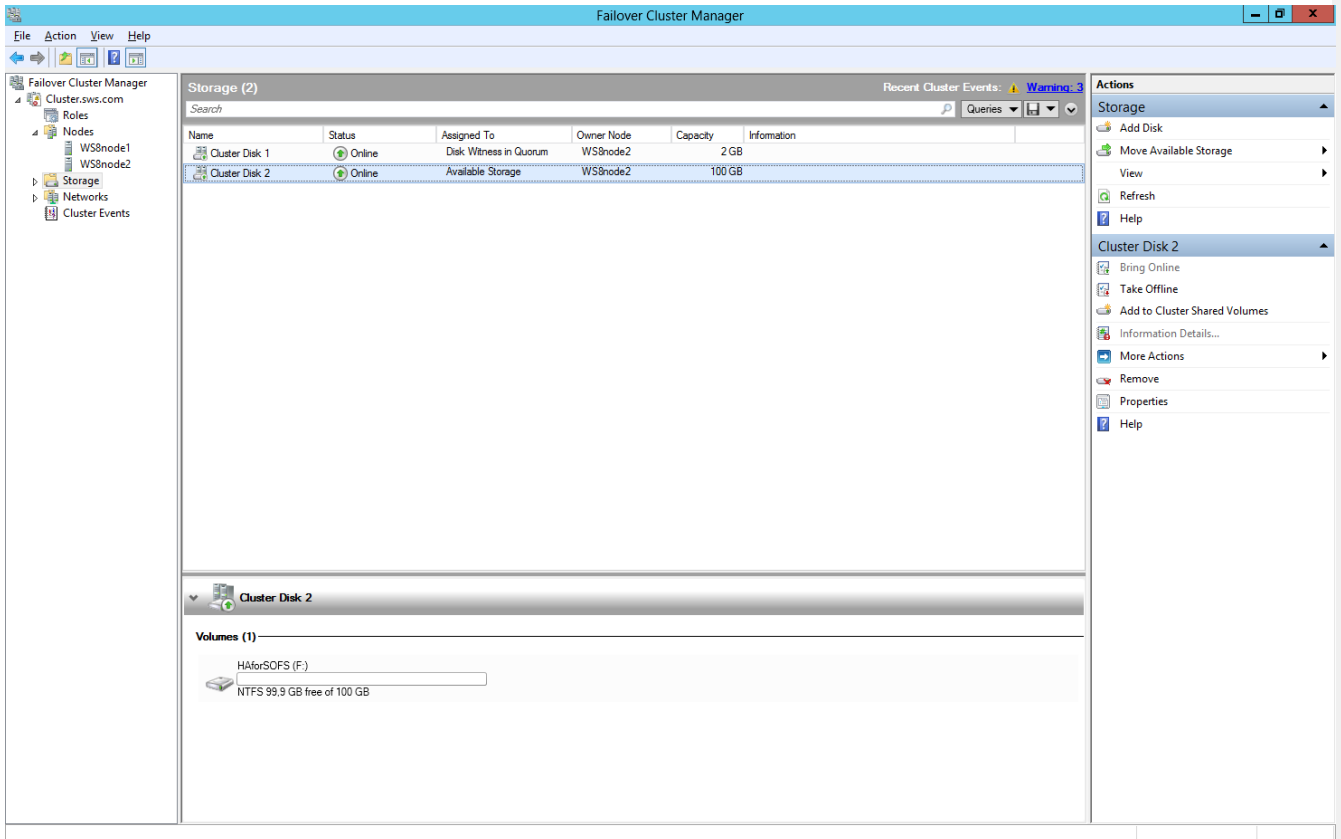 Failover Cluster Manager
File Action View Help
Failover Cluster Manager
Cluster.sws.com
Roles
Nodes
WS8node1
WS8node2
Storage
Networks
Cluster Events
Storage (2)
Recent Cluster Events: Warning: 3
Search
Queries
Name Status Assigned To Owner Node Capacity Information
Cluster Disk 1 Online Disk Witness in Quorum WS8node2 2 GB
Cluster Disk 2 Online Available Storage WS8node2 100 GB
Cluster Disk 2
Volumes (1)
HAforSOFS (F:)
NTFS 99,9 GB free of 100 GB
Actions
Storage
Add Disk
Move Available Storage
View
Refresh
Help
Cluster Disk 2
Bring Online
Take Offline
Add to Cluster Shared Volumes
Information Details...
More Actions
Remove
Properties
Help